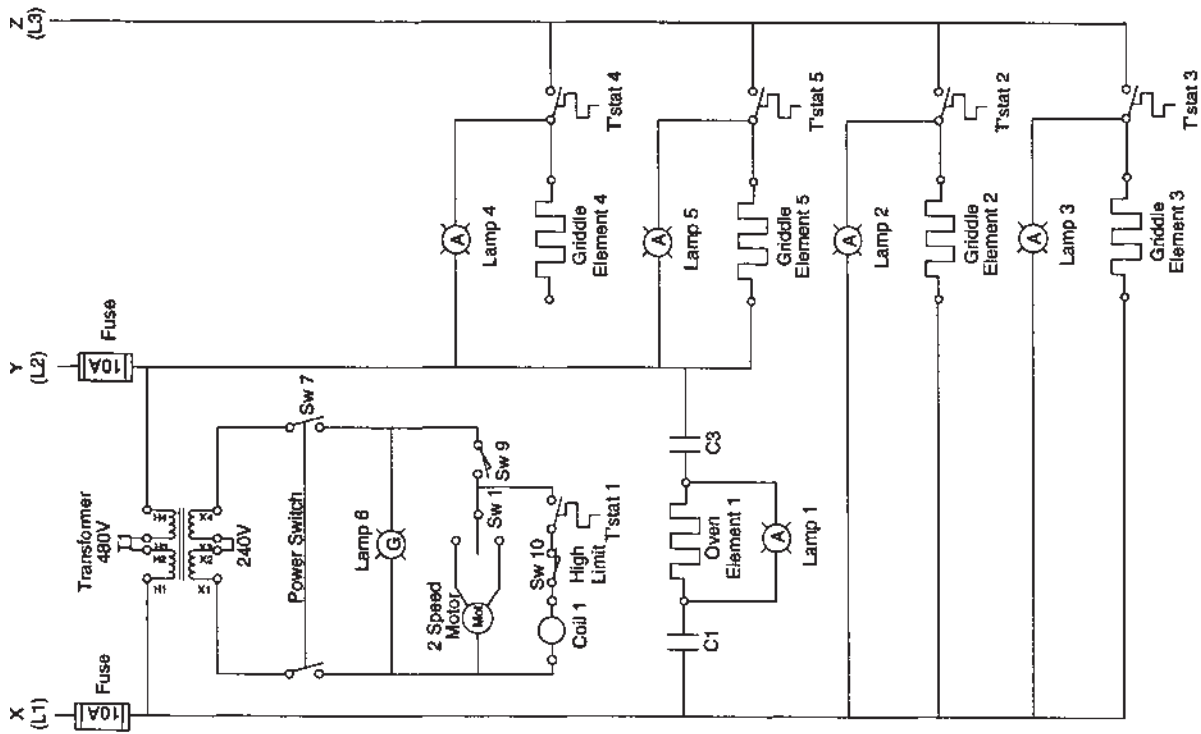 X
(L1)
Y
(L2)
Z
(L3)
10A
Fuse
10A
Fuse
Transformer
480V
H1
X1
240V
Power Switch
Sw 7
Lamp 6
G
Sw 9
2 Speed
Motor
Mot
Sw 1
Coil 1
Sw 10
High
Limit
T'stat 1
C1
Oven
Element 1
C3
A
Lamp 1
A
Lamp 4
Griddle
Element 4
T'stat 4
A
Lamp 5
Griddle
Element 5
T'stat 5
A
Lamp 2
Griddle
Element 2
T'stat 2
A
Lamp 3
Griddle
Element 3
T'stat 3